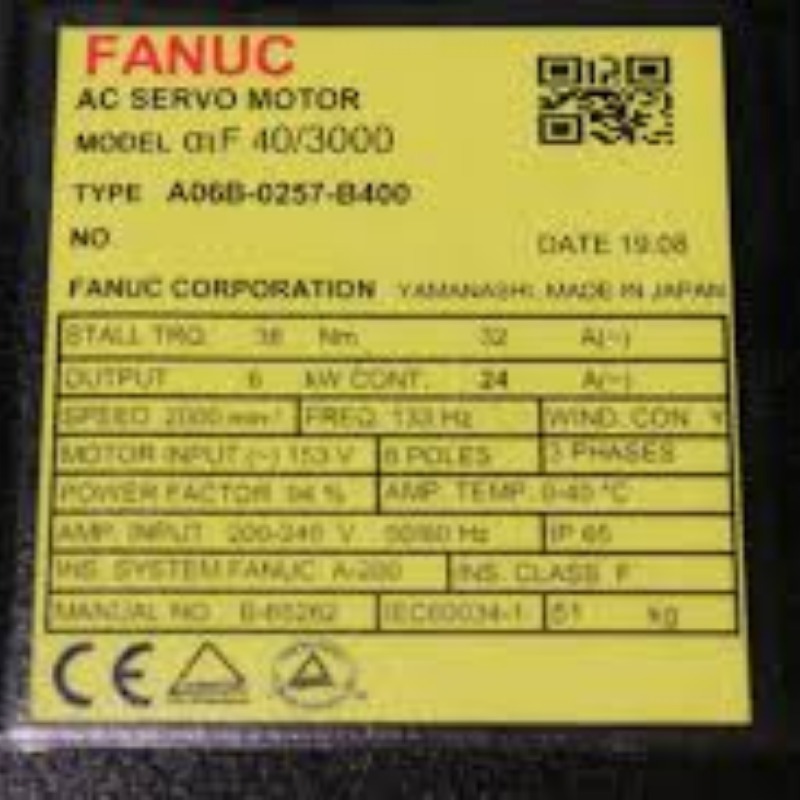 FANUC
AC SERVO MOTOR
MODEL αiF 40/3000
TYPE A06B-0257-B400
NO
DATE 19.08
FANUC CORPORATION YAMANASHI, MADE IN JAPAN
STALL TRQ. 38 Nm 32 A(~)
OUTPUT 6 kW CONT. 24 A(~)
SPEED 2000 min-¹ FREQ. 133 Hz WIND. CON. Y
MOTOR INPUT (~) 153 V 8 POLES 3 PHASES
POWER FACTOR 94 % AMP. TEMP. 0-40 °C
AMP. INPUT 200-240 V 50/60 Hz IP 65
INS. SYSTEM FANUC A-200 INS. CLASS F
MANUAL NO. B-65262 IEC60034-1 51 kg
CE